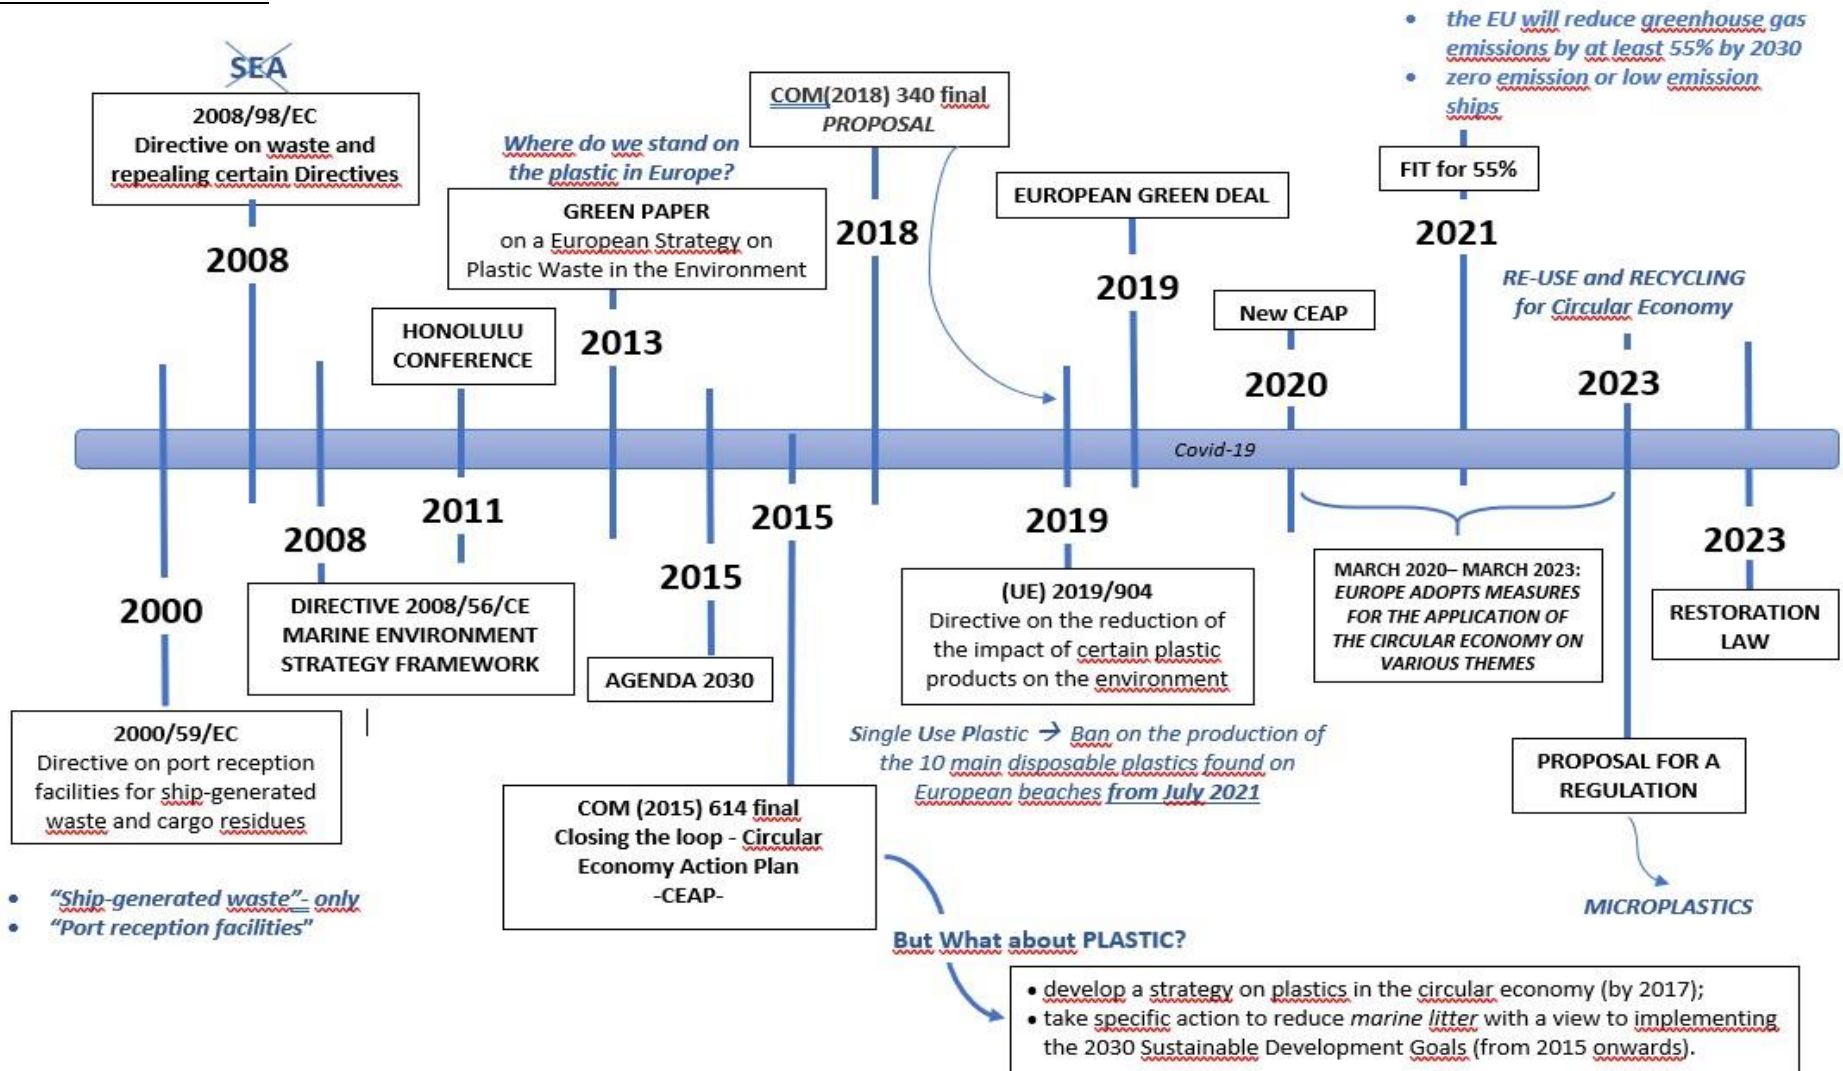 SEA
2008/98/EC
Directive on waste and
repealing certain Directives
2008
HONOLULU
CONFERENCE
Where do we stand on
the plastic in Europe?
GREEN PAPER
on a European Strategy on
Plastic Waste in the Environment
2013
COM(2018) 340 final
PROPOSAL
2018
EUROPEAN GREEN DEAL
2019
New CEAP
2020
• the EU will reduce greenhouse gas
emissions by at least 55% by 2030
• zero emission or low emission
ships
FIT for 55%
2021
RE-USE and RECYCLING
for Circular Economy
2023
Covid-19
2000
2000/59/EC
Directive on port reception
facilities for ship-generated
waste and cargo residues
• “Ship-generated waste”- only
• “Port reception facilities”
2008
DIRECTIVE 2008/56/CE
MARINE ENVIRONMENT
STRATEGY FRAMEWORK
2011
2015
AGENDA 2030
2015
COM (2015) 614 final
Closing the loop - Circular
Economy Action Plan
-CEAP-
But What about PLASTIC?
• develop a strategy on plastics in the circular economy (by 2017);
• take specific action to reduce marine litter with a view to implementing
the 2030 Sustainable Development Goals (from 2015 onwards).
2019
(UE) 2019/904
Directive on the reduction of
the impact of certain plastic
products on the environment
Single Use Plastic → Ban on the production of
the 10 main disposable plastics found on
European beaches from July 2021
MARCH 2020– MARCH 2023:
EUROPE ADOPTS MEASURES
FOR THE APPLICATION OF
THE CIRCULAR ECONOMY ON
VARIOUS THEMES
PROPOSAL FOR A
REGULATION
MICROPLASTICS
2023
RESTORATION
LAW